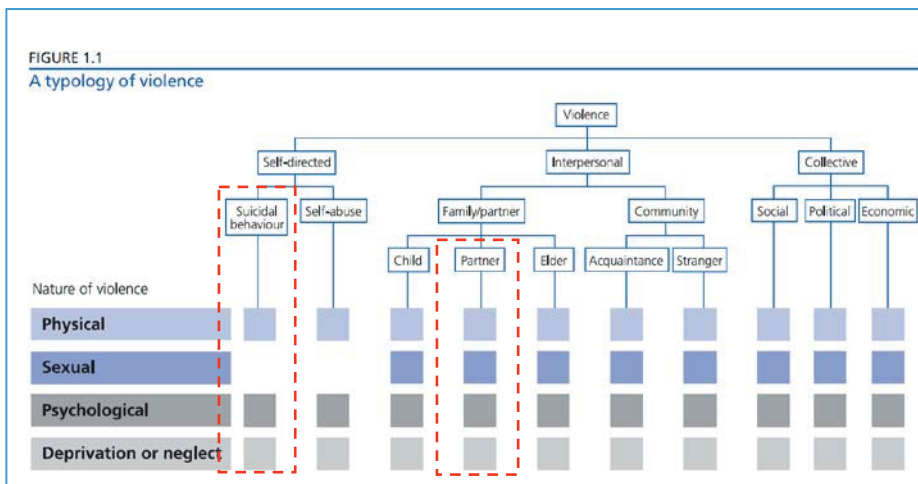 FIGURE 1.1
A typology of violence
Violence
Self-directed
Interpersonal
Collective
Suicidal
behaviour
Self-abuse
Family/partner
Community
Social
Political
Economic
Child
Partner
Elder
Acquaintance
Stranger
Nature of violence
Physical
Sexual
Psychological
Deprivation or neglect